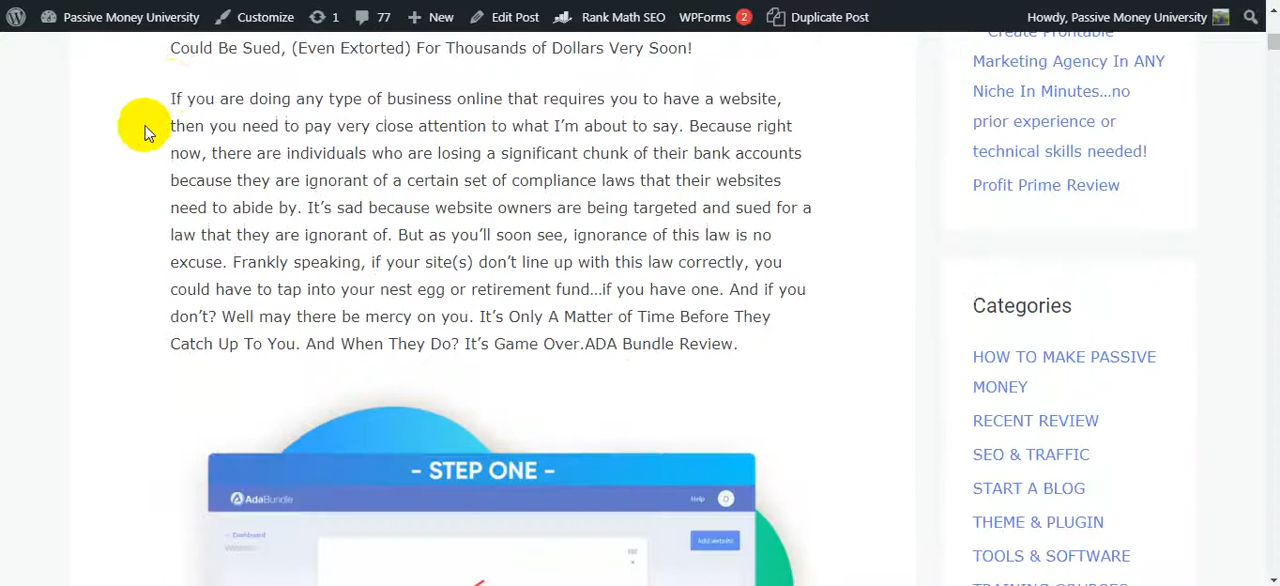 Passive Money University
Customize
1
77
New
Edit Post
Rank Math SEO
WPForms 2
Duplicate Post
Howdy, Passive Money University
Could Be Sued, (Even Extorted) For Thousands of Dollars Very Soon!
If you are doing any type of business online that requires you to have a website,
then you need to pay very close attention to what I’m about to say. Because right
now, there are individuals who are losing a significant chunk of their bank accounts
because they are ignorant of a certain set of compliance laws that their websites
need to abide by. It’s sad because website owners are being targeted and sued for a
law that they are ignorant of. But as you’ll soon see, ignorance of this law is no
excuse. Frankly speaking, if your site(s) don’t line up with this law correctly, you
could have to tap into your nest egg or retirement fund…if you have one. And if you
don’t? Well may there be mercy on you. It’s Only A Matter of Time Before They
Catch Up To You. And When They Do? It’s Game Over.ADA Bundle Review.
- STEP ONE -
AdaBundle
Help
D
Dashboard
Add website
Create Profitable
Marketing Agency In ANY
Niche In Minutes…no
prior experience or
technical skills needed!
Profit Prime Review
Categories
HOW TO MAKE PASSIVE
MONEY
RECENT REVIEW
SEO & TRAFFIC
START A BLOG
THEME & PLUGIN
TOOLS & SOFTWARE
TRAINING COURSES